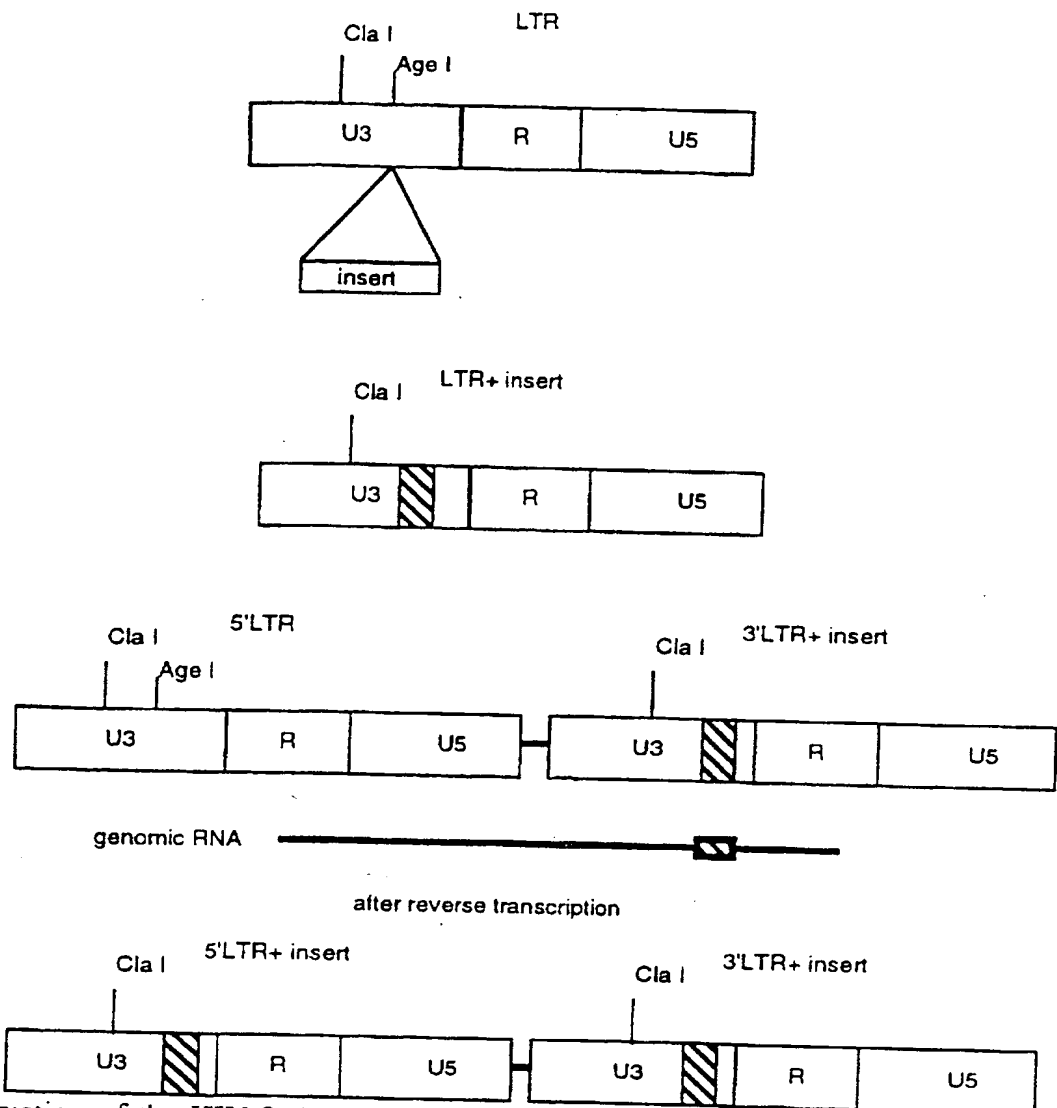 LTR
Cla I
Age I
U3 R U5
insert
LTR+ insert
Cla I
U3 R U5
5'LTR
3'LTR+ insert
Cla I
Cla I
Age I
U3 R U5 U3 R U5
genomic RNA
after reverse transcription
5'LTR+ insert
3'LTR+ insert
Cla I
Cla I
U3 R U5 U3 R U5